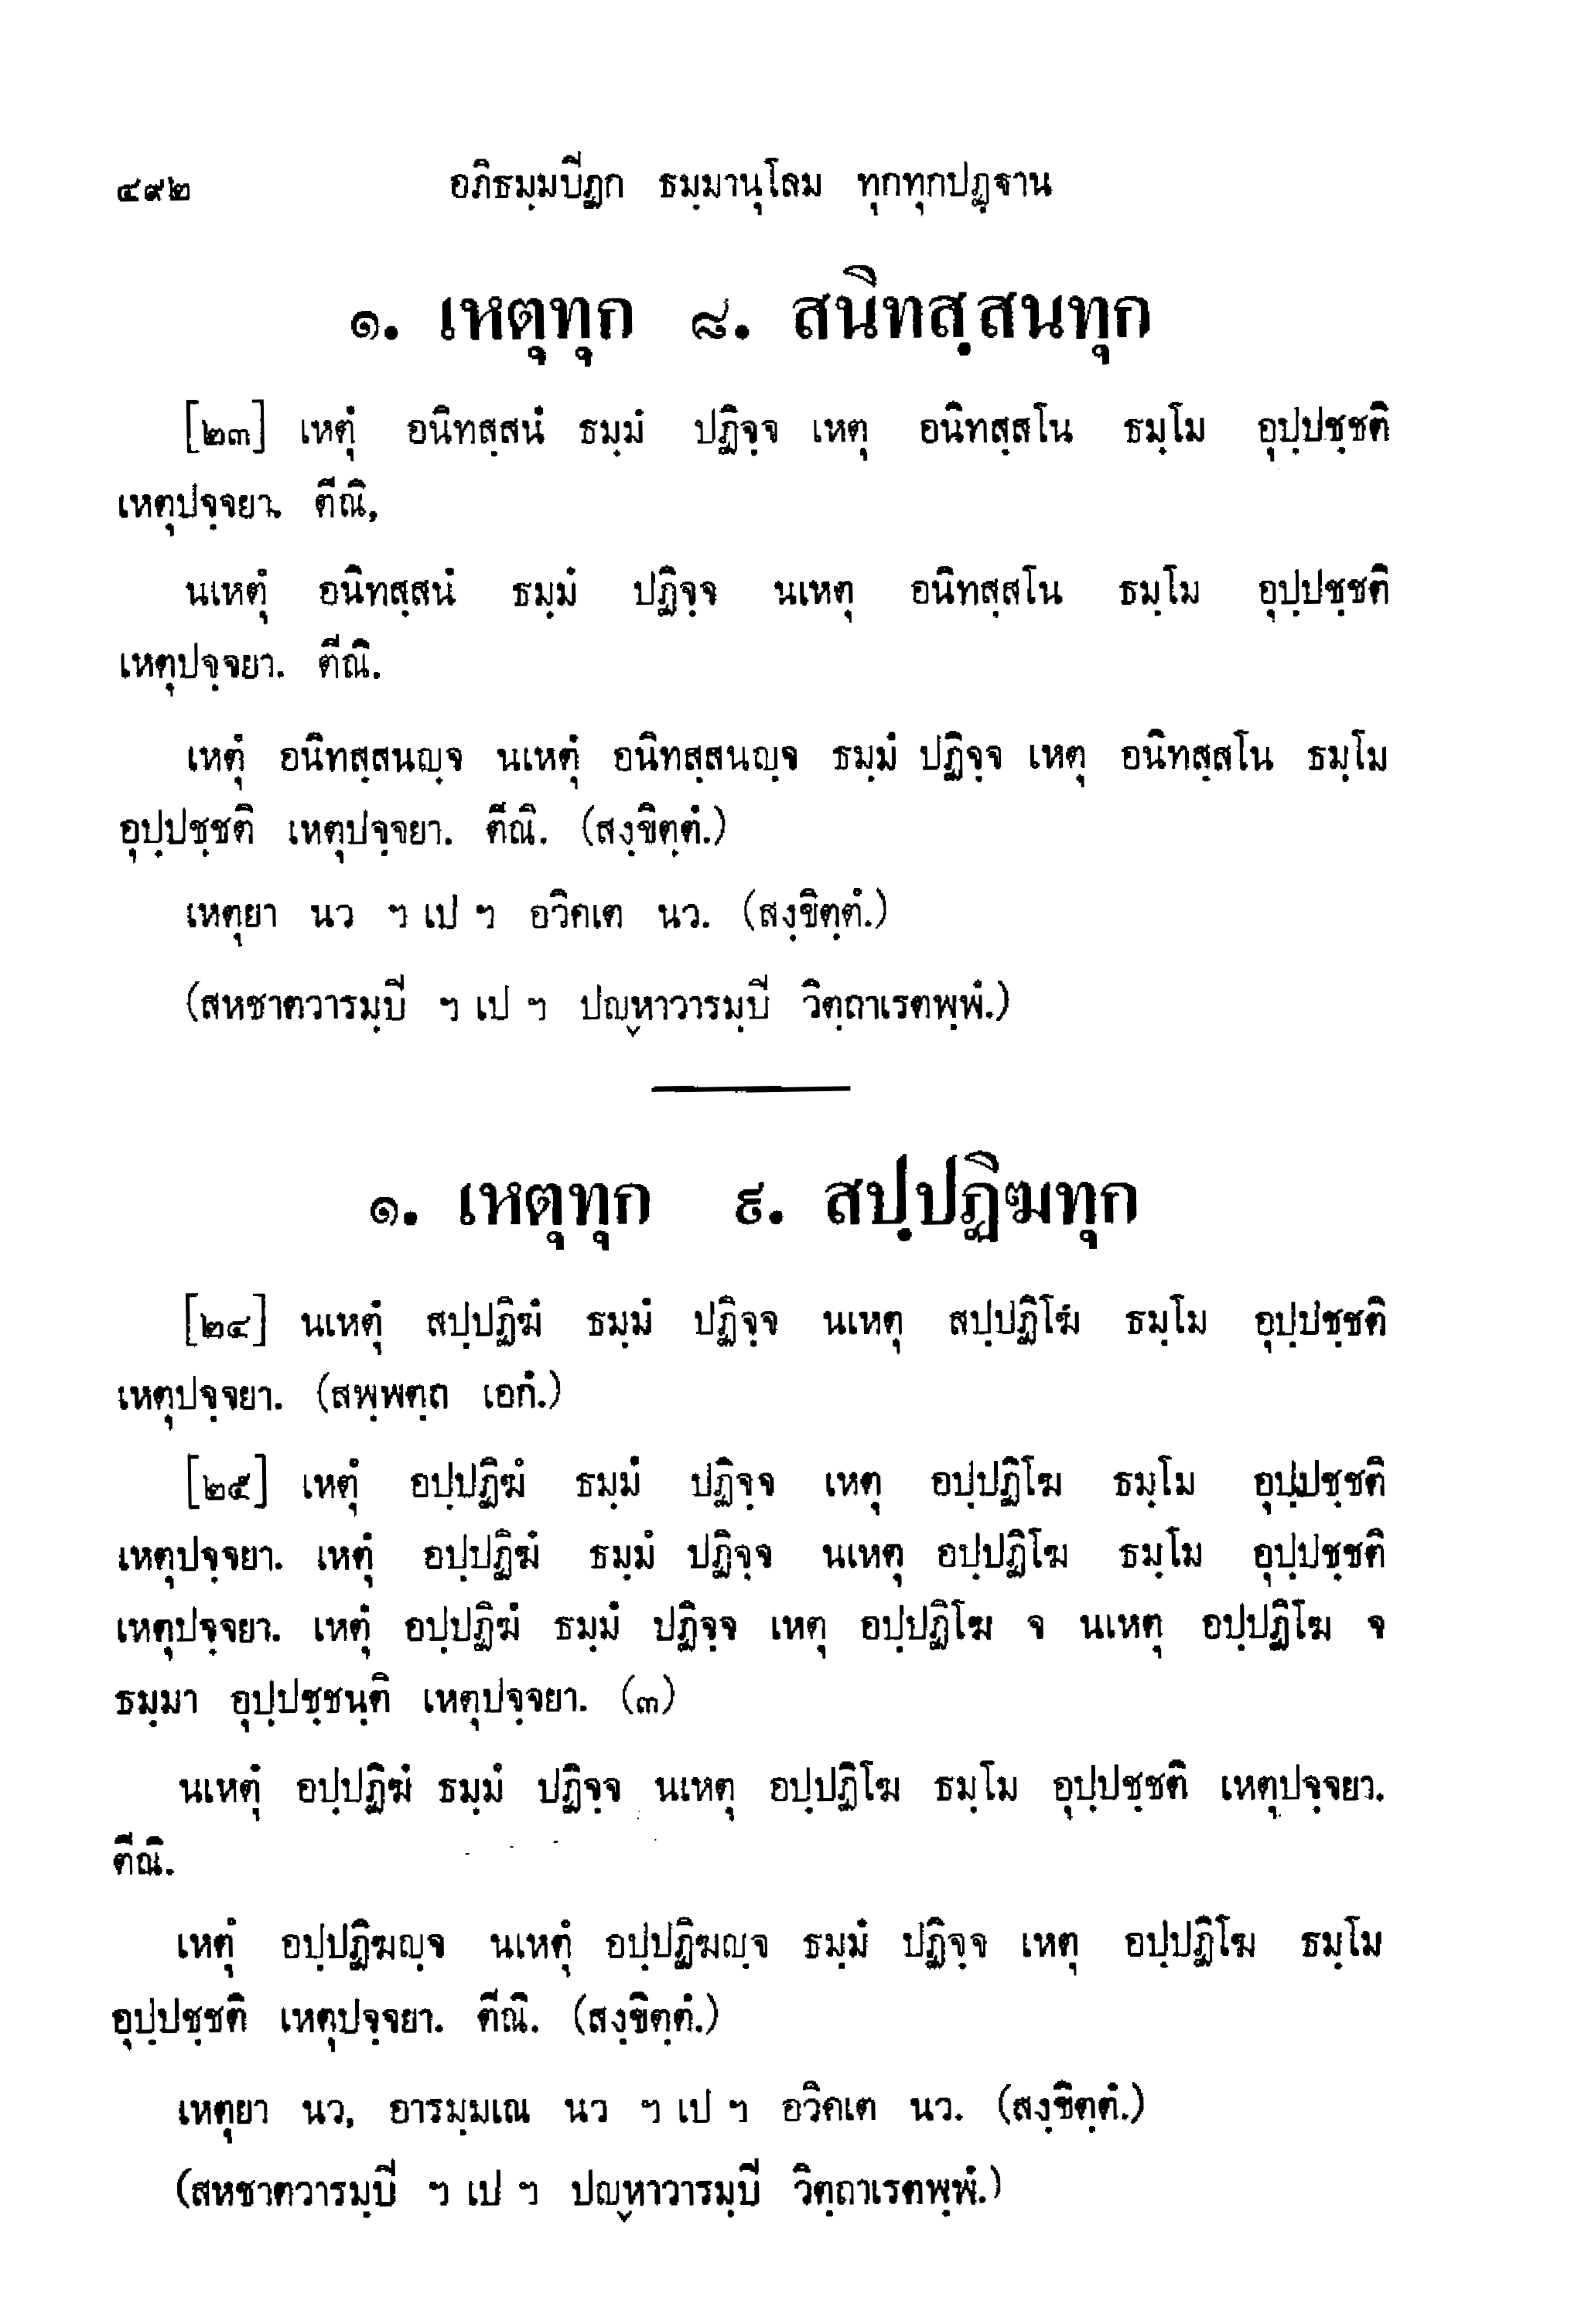 ๔๙๒ อภิธมฺมปีฏก ธมฺมานุโลม ทุกทุกปฏฺฐาน
๑. เหตุทุก ๘. สนิทสฺสนทุก
[๒๓] เหตุํ อนิทสฺสนํ ธมฺมํ ปฏิจฺจ เหตุ อนิทสฺสโน ธมฺโม อุปฺปชฺชติ
เหตุปจฺจยา. ตีณิ,
นเหตุํ อนิทสฺสนํ ธมฺมํ ปฏิจฺจ นเหตุ อนิทสฺสโน ธมฺโม อุปฺปชฺชติ
เหตุปจฺจยา. ตีณิ.
เหตุํ อนิทสฺสนญฺจ นเหตุํ อนิทสฺสนญฺจ ธมฺมํ ปฏิจฺจ เหตุ อนิทสฺสโน ธมฺโม
อุปฺปชฺชติ เหตุปจฺจยา. ตีณิ. (สงฺขิตฺตํ.)
เหตุยา นว ฯ เป ฯ อวิคเต นว. (สงฺขิตฺตํ.)
(สหชาตวารมฺปี ฯ เป ฯ ปญฺหาวารมฺปี วิตฺถาเรตพฺพํ.)
๑. เหตุทุก ๙. สปฺปฏิฆทุก
[๒๔] นเหตุํ สปฺปฏิฆํ ธมฺมํ ปฏิจฺจ นเหตุ สปฺปฏิโฆ ธมฺโม อุปฺปชฺชติ
เหตุปจฺจยา. (สพฺพตฺถ เอกํ.)
[๒๕] เหตุํ อปฺปฏิฆํ ธมฺมํ ปฏิจฺจ เหตุ อปฺปฏิโฆ ธมฺโม อุปฺปชฺชติ
เหตุปจฺจยา. เหตุํ อปฺปฏิฆํ ธมฺมํ ปฏิจฺจ นเหตุ อปฺปฏิโฆ ธมฺโม อุปฺปชฺชติ
เหตุปจฺจยา. เหตุํ อปฺปฏิฆํ ธมฺมํ ปฏิจฺจ เหตุ อปฺปฏิโฆ จ นเหตุ อปฺปฏิโฆ จ
ธมฺมา อุปฺปชฺชนฺติ เหตุปจฺจยา. (๓)
นเหตุํ อปฺปฏิฆํ ธมฺมํ ปฏิจฺจ นเหตุ อปฺปฏิโฆ ธมฺโม อุปฺปชฺชติ เหตุปจฺจยา.
ตีณิ.
เหตุํ อปฺปฏิฆญฺจ นเหตุํ อปฺปฏิฆญฺจ ธมฺมํ ปฏิจฺจ เหตุ อปฺปฏิโฆ ธมฺโม
อุปฺปชฺชติ เหตุปจฺจยา. ตีณิ. (สงฺขิตฺตํ.)
เหตุยา นว, อารมฺมเณ นว ฯ เป ฯ อวิคเต นว. (สงฺขิตฺตํ.)
(สหชาตวารมฺปี ฯ เป ฯ ปญฺหาวารมฺปี วิตฺถาเรตพฺพํ.)